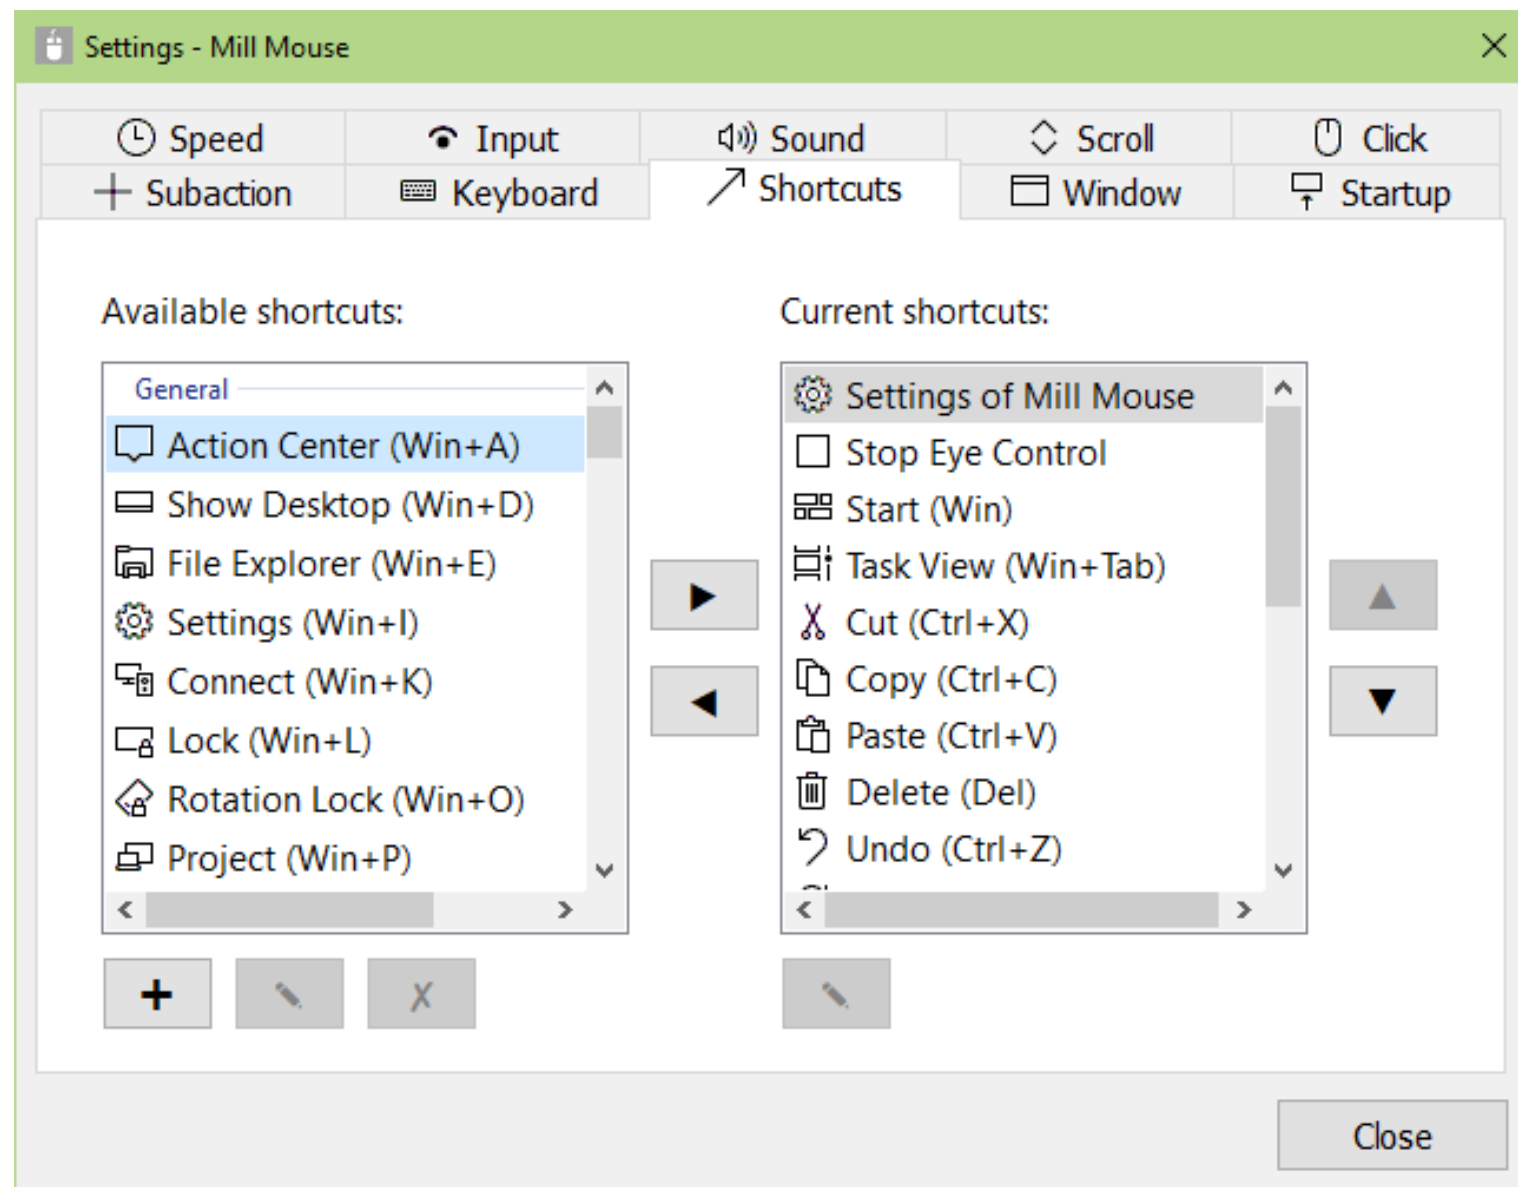 Settings - Mill Mouse
Speed
Input
Sound
Scroll
Click
Subaction
Keyboard
Shortcuts
Window
Startup
Available shortcuts:
General
Action Center (Win+A)
Show Desktop (Win+D)
File Explorer (Win+E)
Settings (Win+I)
Connect (Win+K)
Lock (Win+L)
Rotation Lock (Win+O)
Project (Win+P)
Current shortcuts:
Settings of Mill Mouse
Stop Eye Control
Start (Win)
Task View (Win+Tab)
Cut (Ctrl+X)
Copy (Ctrl+C)
Paste (Ctrl+V)
Delete (Del)
Undo (Ctrl+Z)
Close